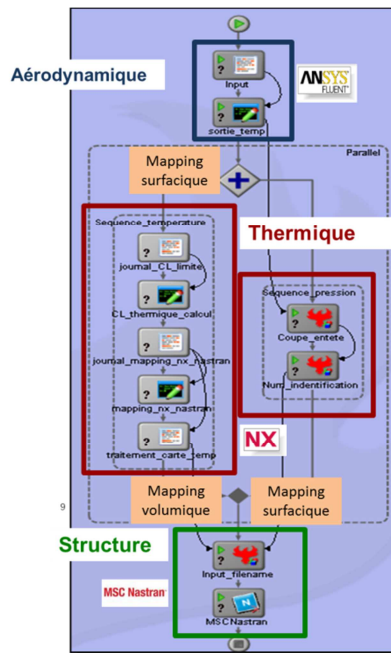 Aérodynamique
Input
ANSYS
FLUENT
sortie_temp
Parallel
Mapping
surfacique
Sequence_temperature
Thermique
journal_CL_limite
Sequence_pression
CL_thermique_calcul
Coupe_entete
journal_mapping_nx_nastran
Num_indentification
mapping_nx_nastran
NX
traitement_carte_temp
Mapping
volumique
Mapping
surfacique
9
Structure
Input_filename
MSC Nastran
MSCNastran